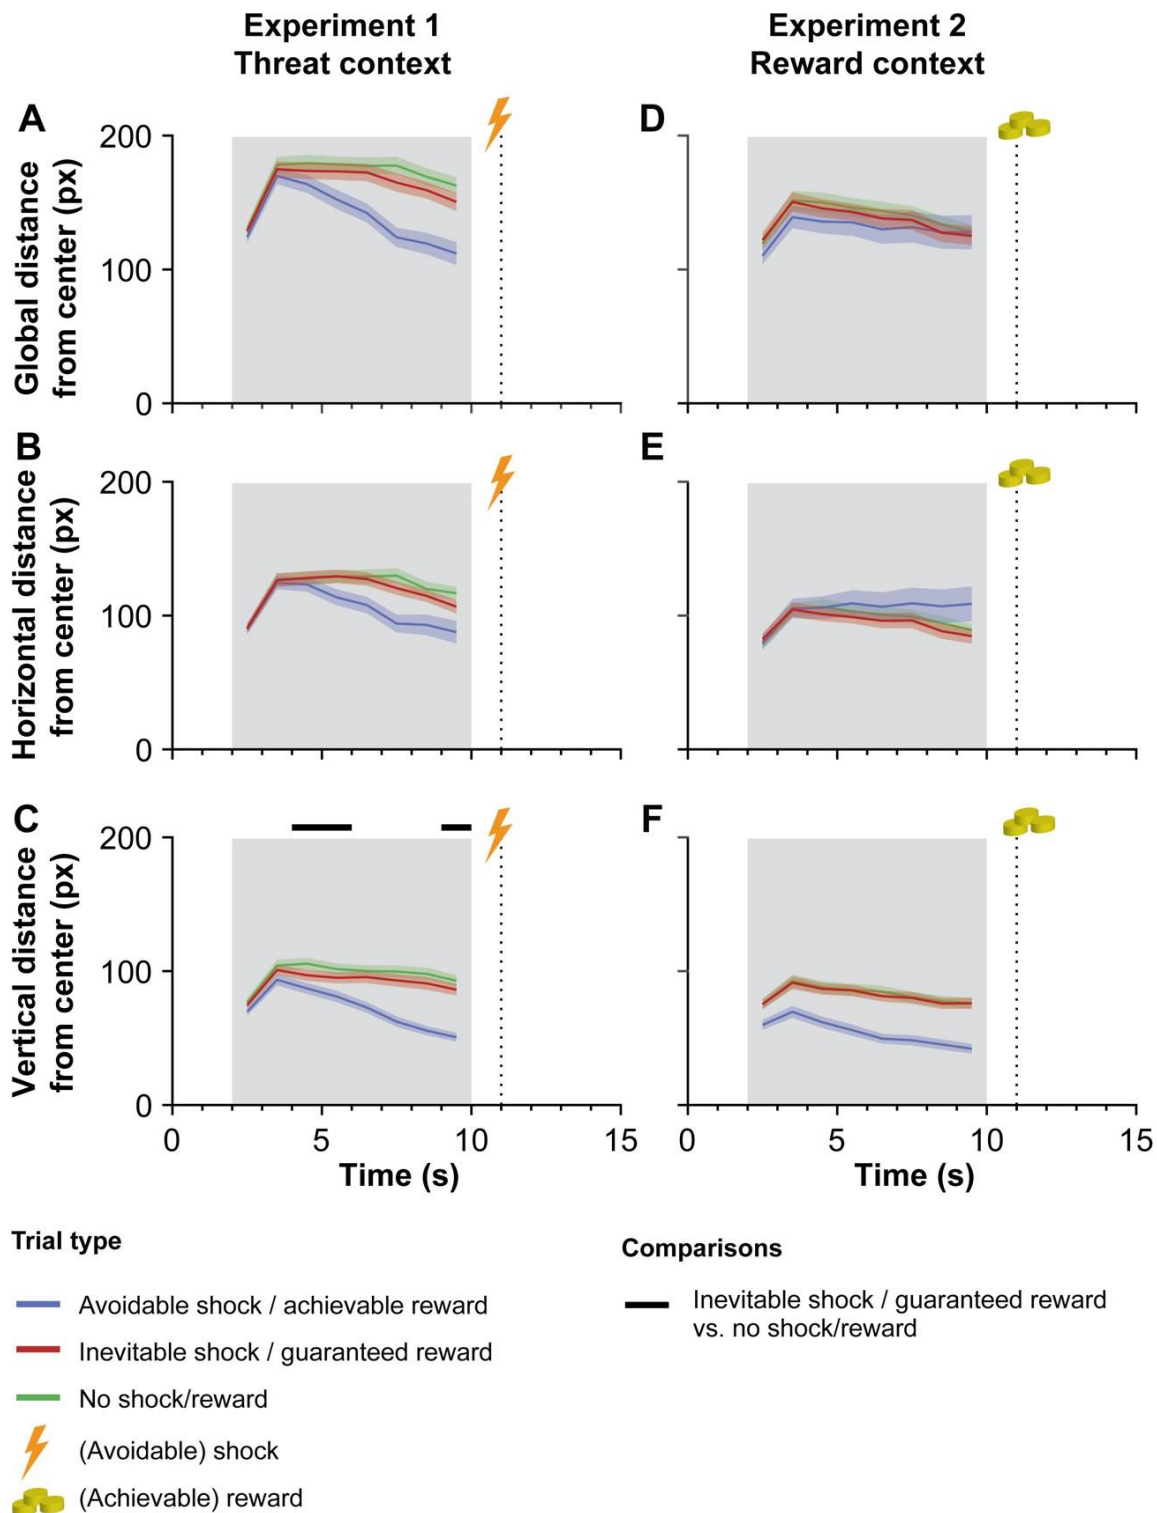 Experiment 1
Threat context
Experiment 2
Reward context
A
200
100
0
Global distance
from center (px)
0
5
10
15
D
B
200
100
0
Horizontal distance
from center (px)
E
C
200
100
0
Vertical distance
from center (px)
F
0
5
10
15
Time (s)
Time (s)
Trial type
Avoidable shock / achievable reward
Inevitable shock / guaranteed reward
No shock/reward
(Avoidable) shock
(Achievable) reward
Comparisons
Inevitable shock / guaranteed reward
vs. no shock/reward